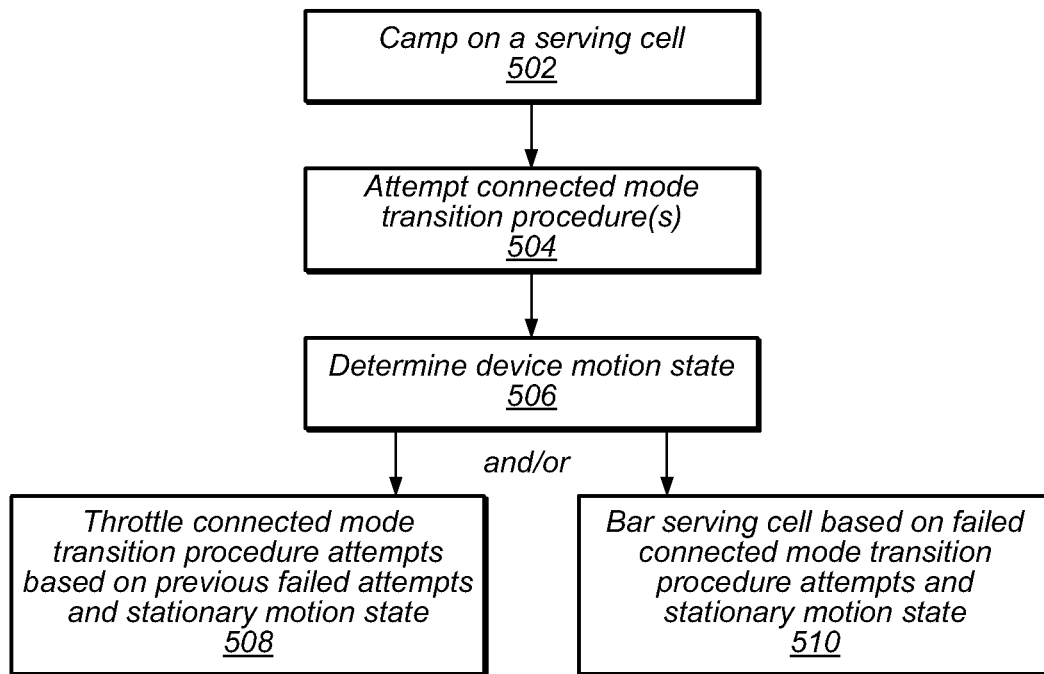 Camp on a serving cell
502
Attempt connected mode
transition procedure(s)
504
Determine device motion state
506
and/or
Throttle connected mode
transition procedure attempts
based on previous failed attempts
and stationary motion state
508
Bar serving cell based on failed
connected mode transition
procedure attempts and
stationary motion state
510